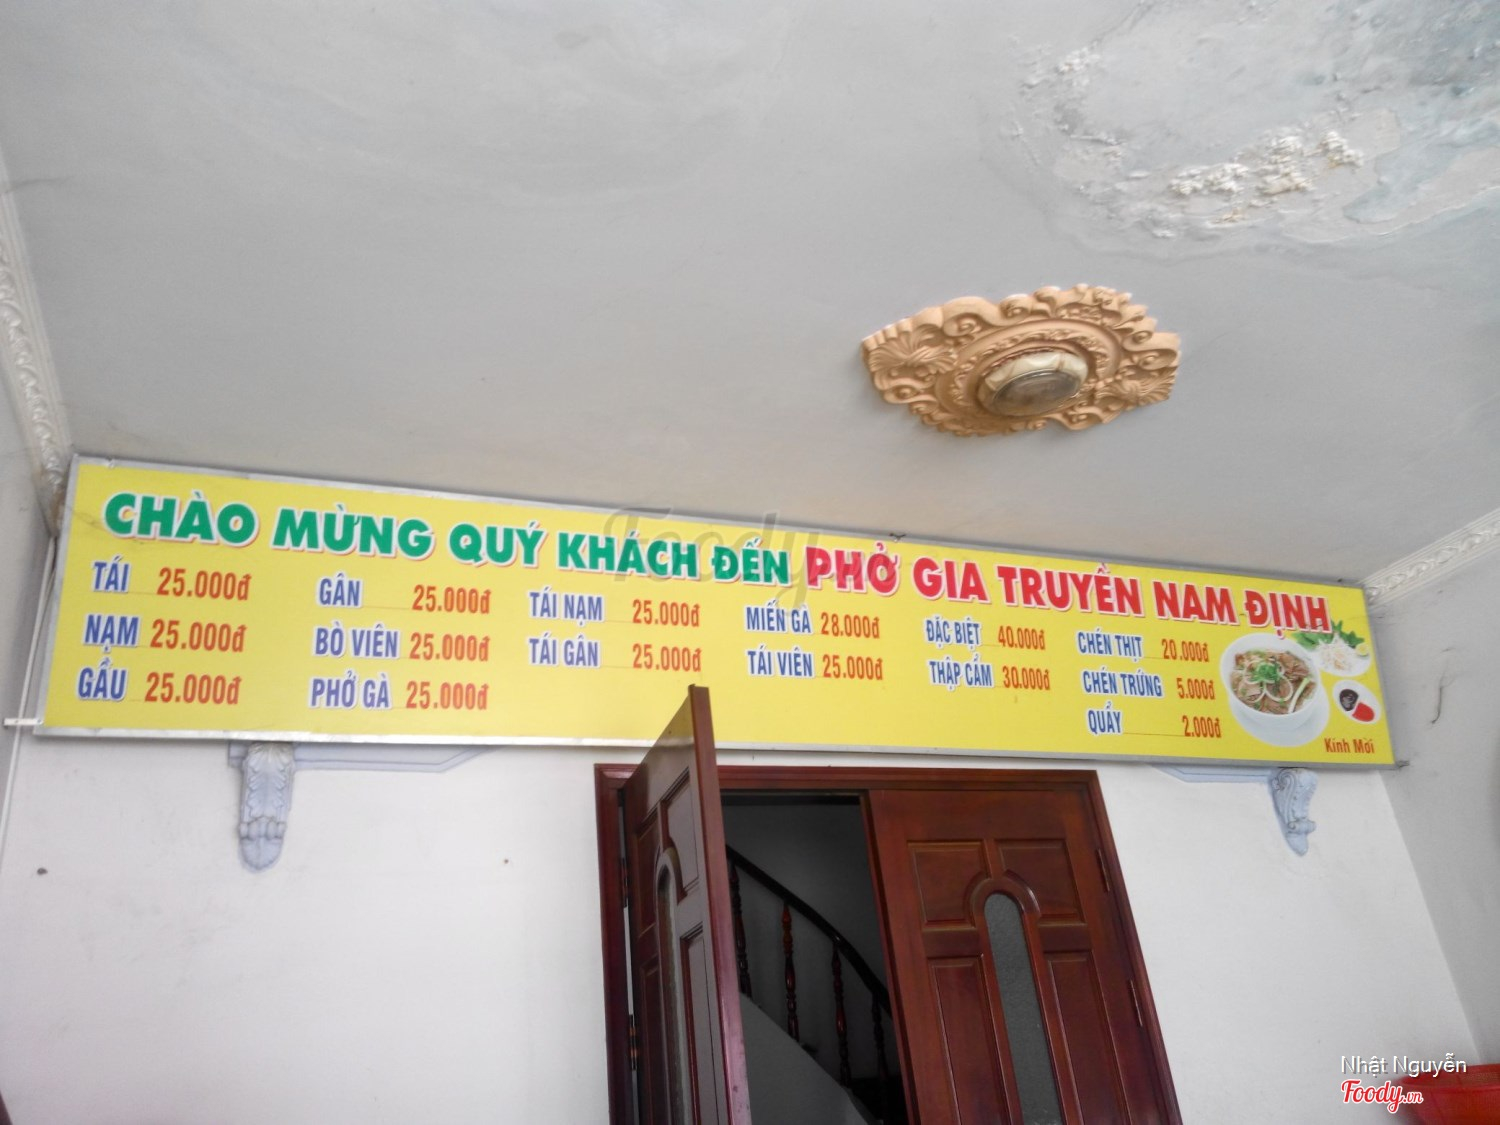 CHÀO MỪNG QUÝ KHÁCH ĐẾN PHỞ GIA TRUYỀN NAM ĐỊNH
TÁI 25.000đ
NẠM 25.000đ
GẦU 25.000đ
GÂN 25.000đ
BÒ VIÊN 25.000đ
PHỞ GÀ 25.000đ
TÁI NẠM 25.000đ
TÁI GÂN 25.000đ
MIẾN GÀ 28.000đ
TÁI VIÊN 25.000đ
ĐẶC BIỆT 40.000đ
THẬP CẨM 30.000đ
CHÉN THỊT 20.000đ
CHÉN TRỨNG 5.000đ
QUẨY 2.000đ
Kính Mời
Foody.vn
Nhật Nguyễn
Foody.vn